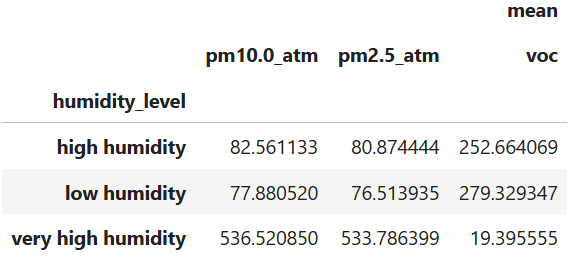 mean
pm10.0_atm pm2.5_atm voc
humidity_level
high humidity 82.561133 80.874444 252.664069
low humidity 77.880520 76.513935 279.329347
very high humidity 536.520850 533.786399 19.395555